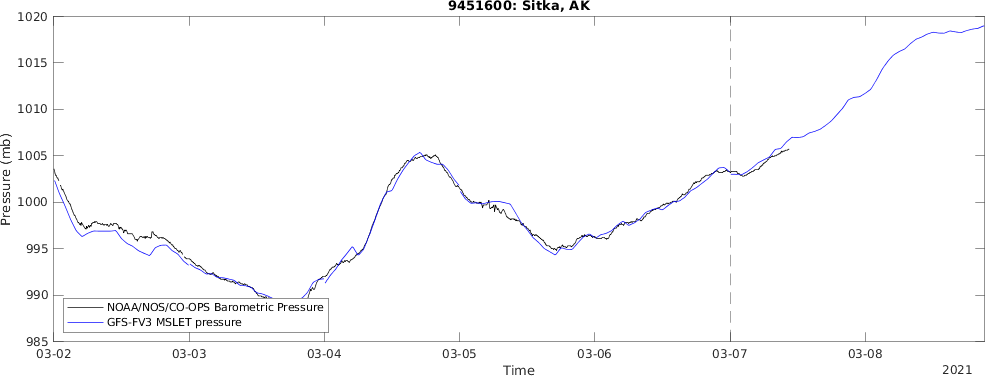 9451600: Sitka, AK
1020
1015
1010
1005
1000
995
990
985
Pressure (mb)
NOAA/NOS/CO-OPS Barometric Pressure
GFS-FV3 MSLET pressure
03-02 03-03 03-04 03-05 03-06 03-07 03-08
Time
2021